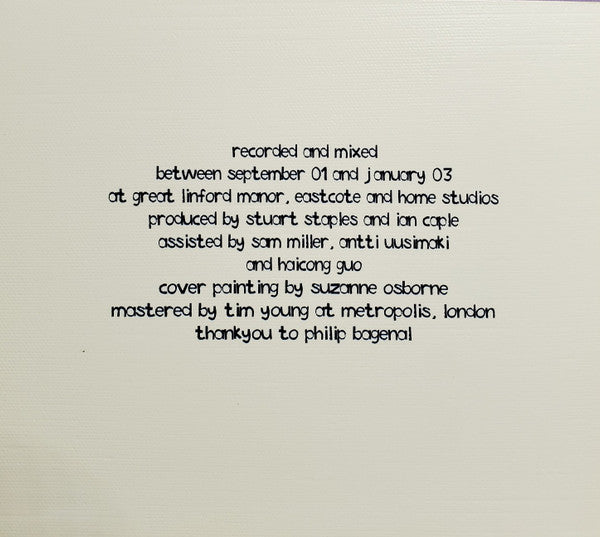 recorded and mixed
between september 01 and january 03
at great linford manor, eastcote and home studios
produced by stuart staples and ian caple
assisted by sam miller, antti uusimaki
and haicong guo
cover painting by suzanne osborne
mastered by tim young at metropolis, london
thankyou to philip bagenal